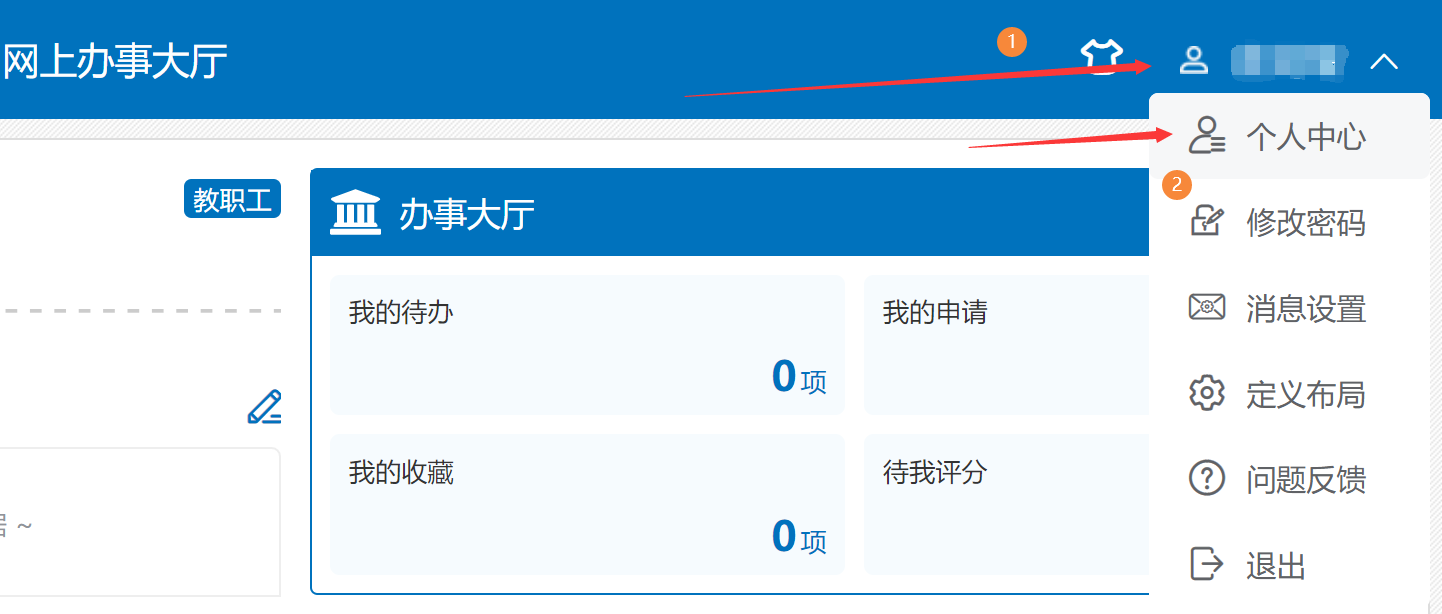 网上办事大厅
1
个人中心
2
教职工
办事大厅
修改密码
我的待办
我的申请
消息设置
0项
定义布局
我的收藏
待我评分
问题反馈
~
0项
退出